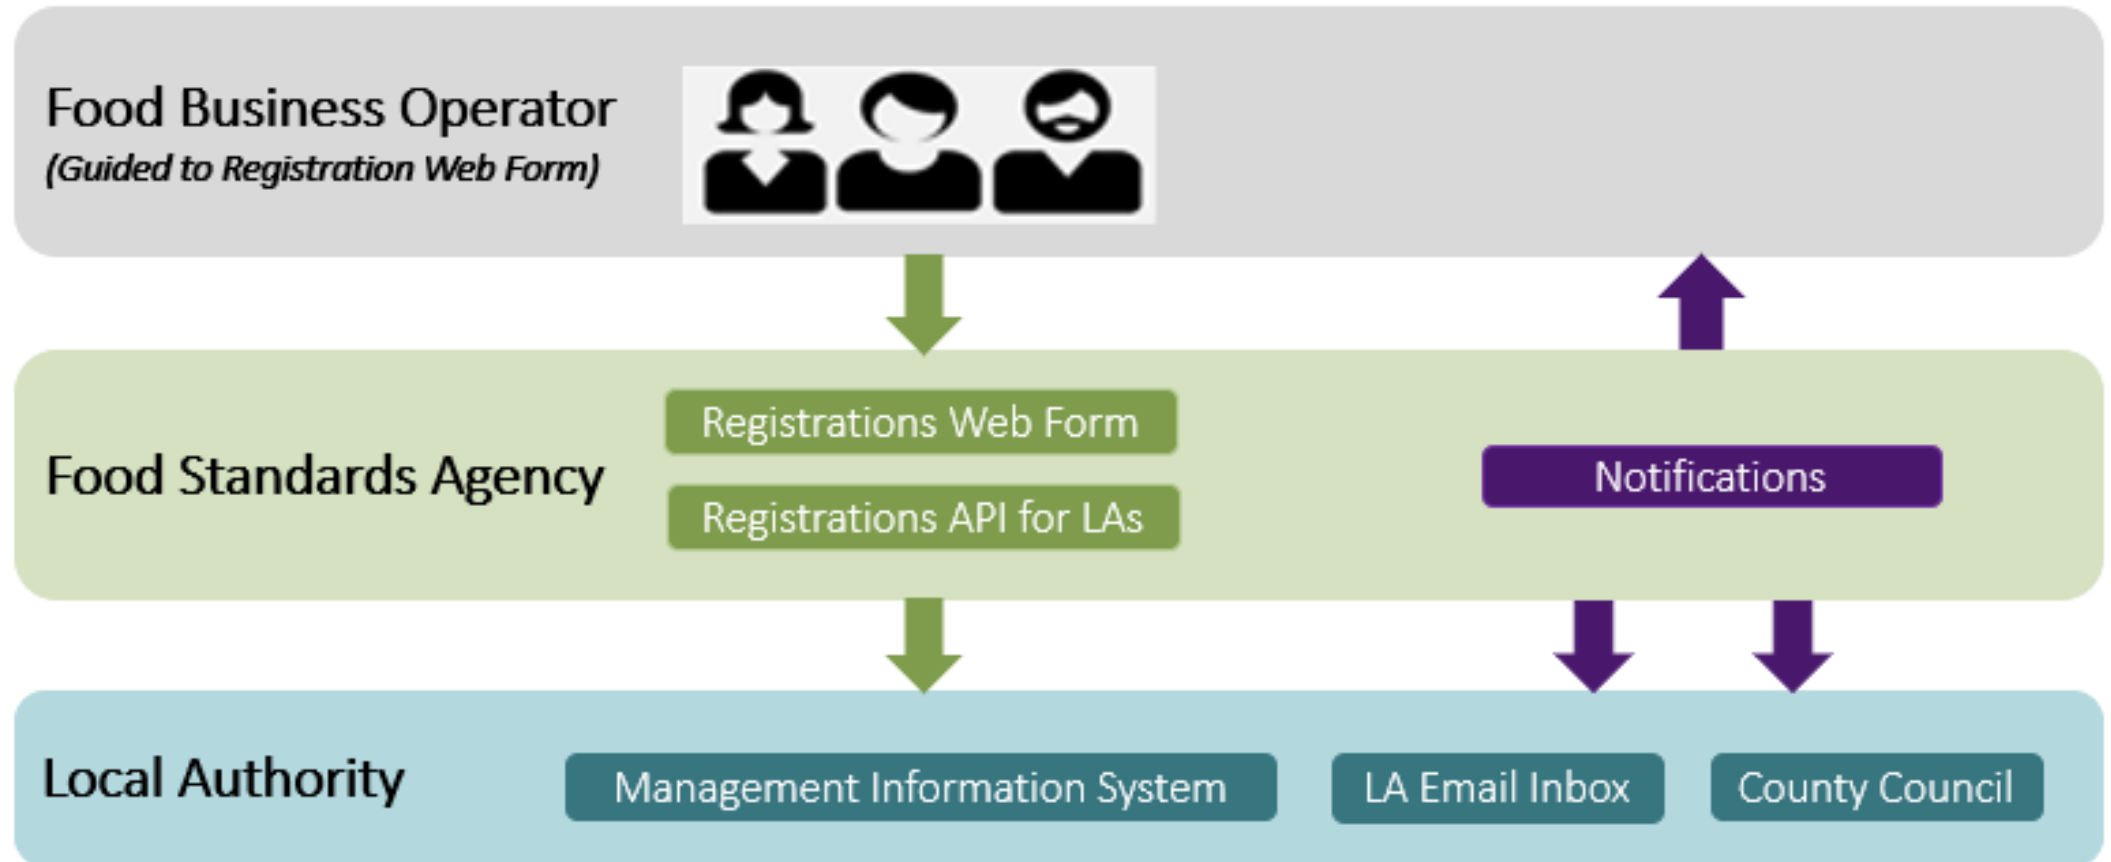 Food Business Operator
(Guided to Registration Web Form)
Food Standards Agency
Registrations Web Form
Registrations API for LAs
Notifications
Local Authority
Management Information System
LA Email Inbox
County Council